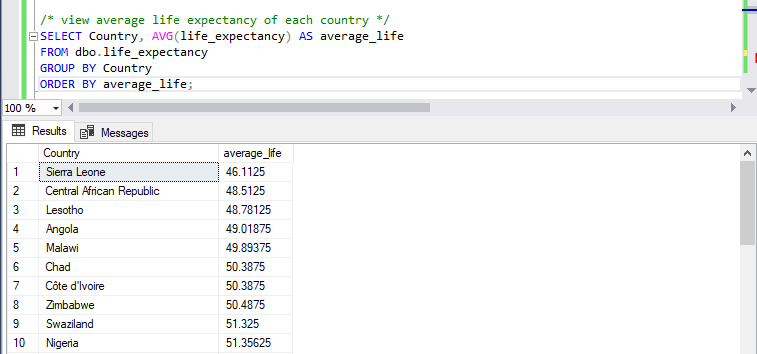 /* view average life expectancy of each country */
SELECT Country, AVG(life_expectancy) AS average_life
FROM dbo.life_expectancy
GROUP BY Country
ORDER BY average_life;
100 %
Results Messages
Country average_life
1 Sierra Leone 46.1125
2 Central African Republic 48.5125
3 Lesotho 48.78125
4 Angola 49.01875
5 Malawi 49.89375
6 Chad 50.3875
7 Côte d'Ivoire 50.3875
8 Zimbabwe 50.4875
9 Swaziland 51.325
10 Nigeria 51.35625